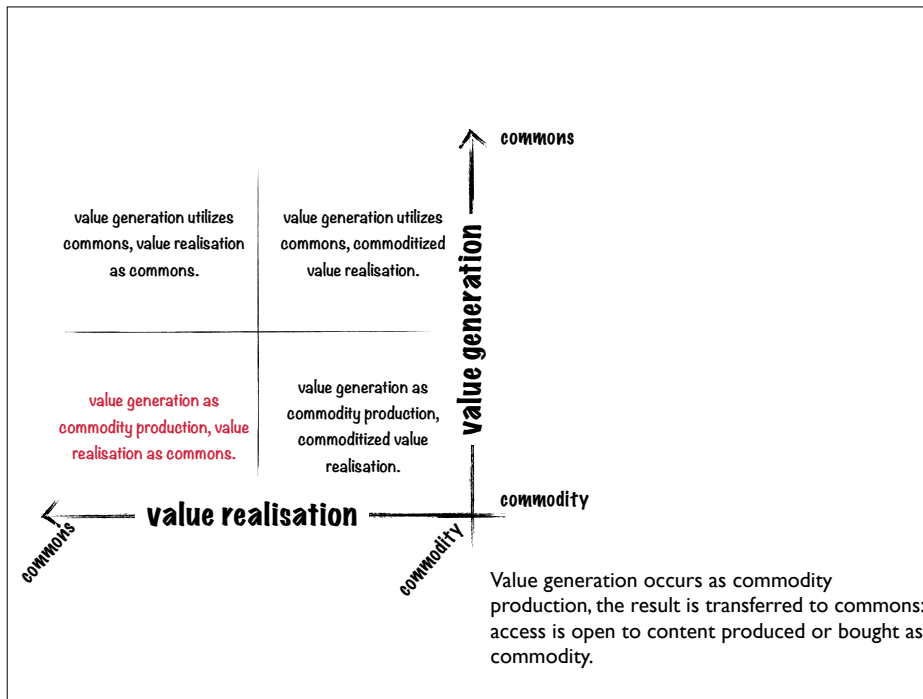 commons
value generation utilizes
commons, value realisation
as commons.
value generation utilizes
commons, commoditized
value realisation.
value generation
value generation as
commodity production, value
realisation as commons.
value generation as
commodity production,
commoditized value
realisation.
commodity
value realisation
commons
commodity
Value generation occurs as commodity
production, the result is transferred to commons:
access is open to content produced or bought as
commodity.